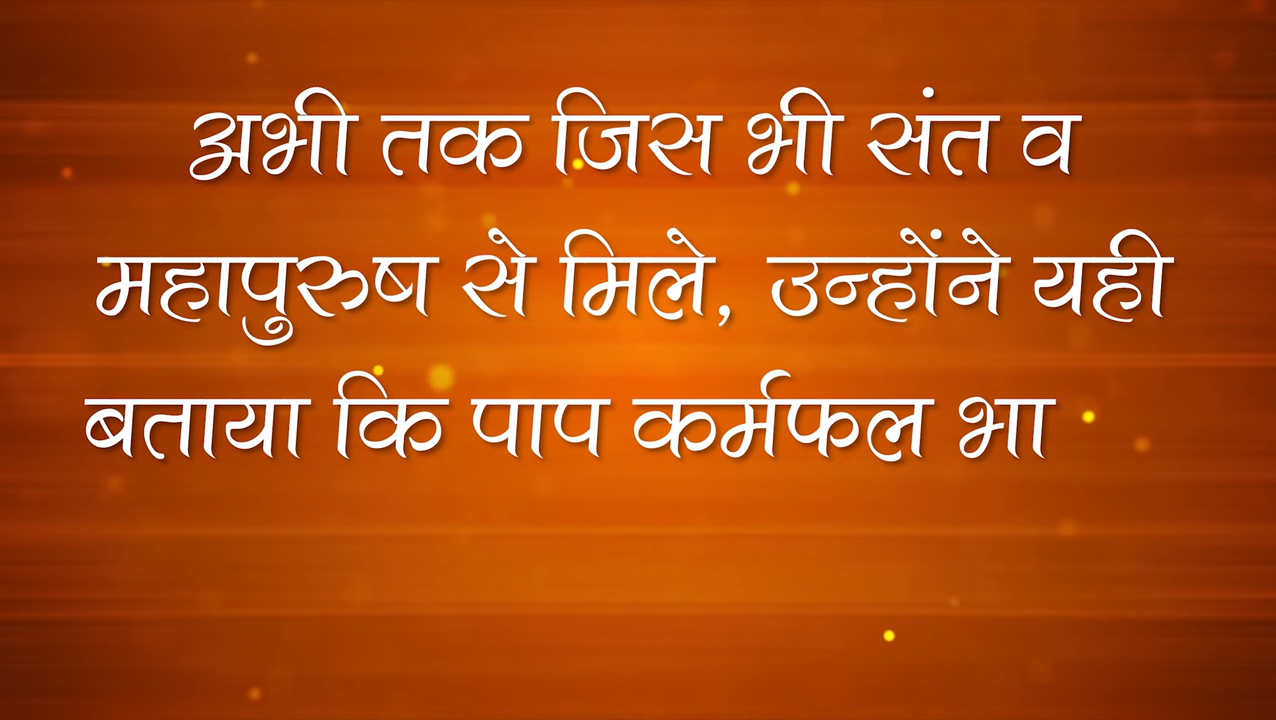 अभी तक जिस भी संत व
महापुरुष से मिले, उन्होंने यही
बताया कि पाप कर्मफल भा